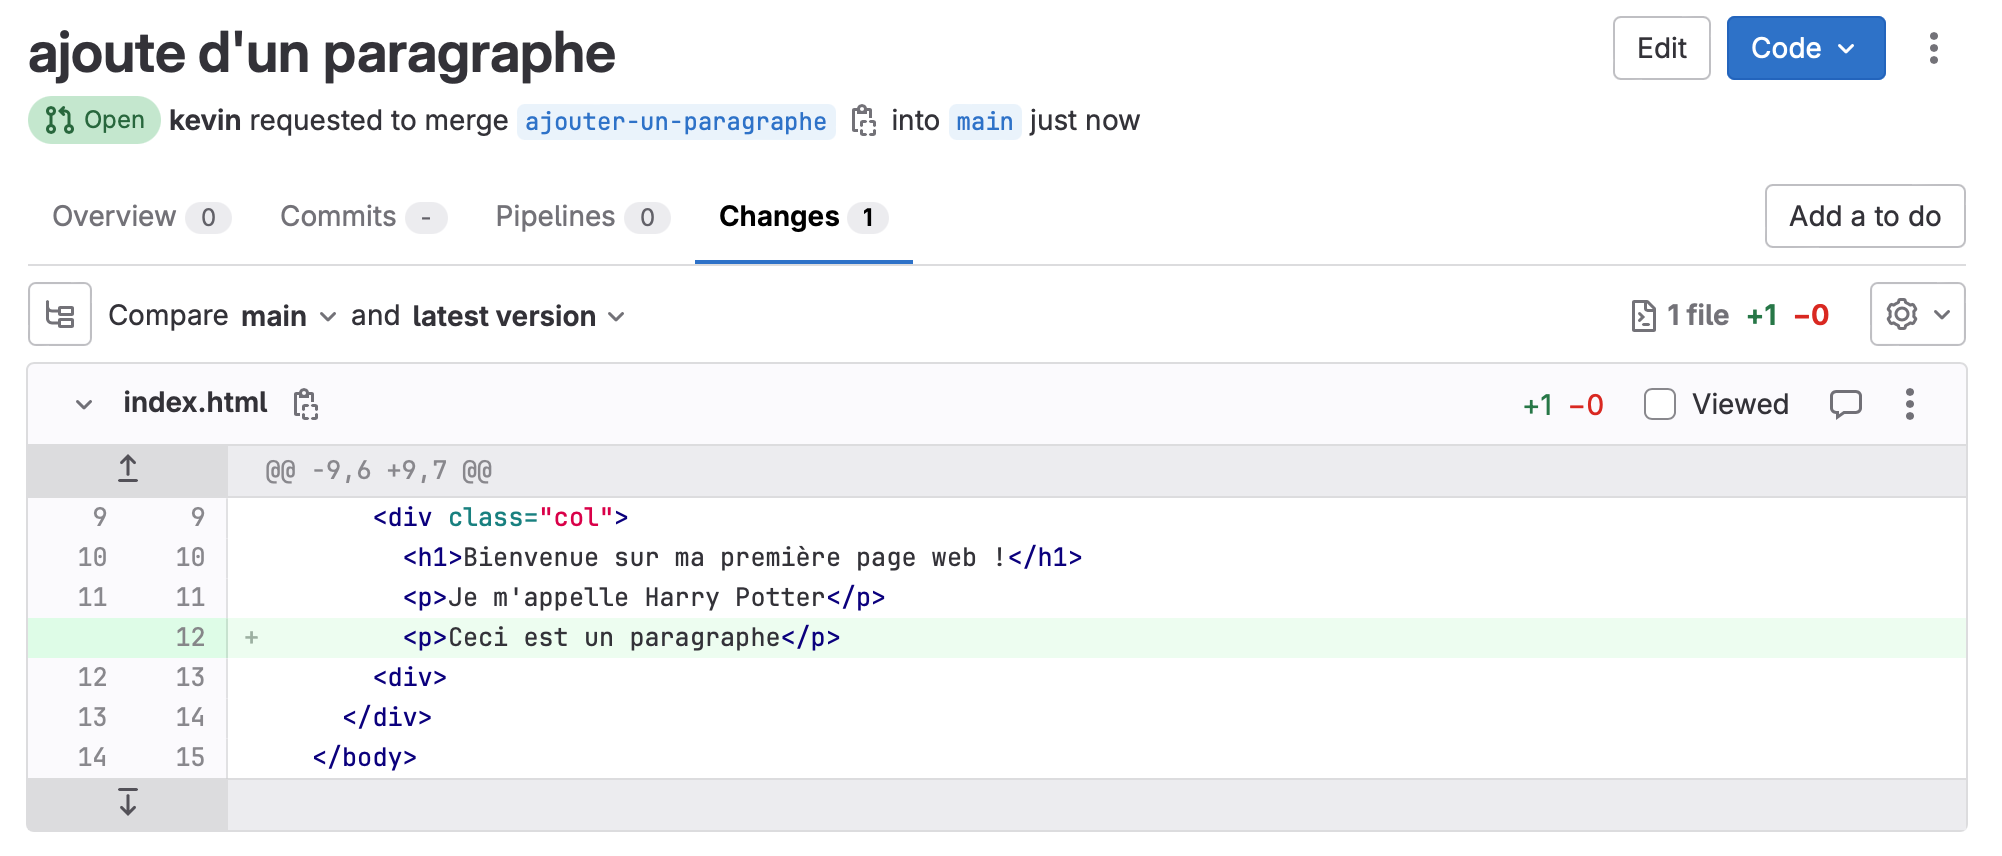 ajoute d'un paragraphe
Edit
Code
Open kevin requested to merge ajouter-un-paragraphe into main just now
Overview 0 Commits - Pipelines 0 Changes 1
Add a to do
Compare main and latest version
1 file +1 −0
index.html
+1 −0 Viewed
@@ -9,6 +9,7 @@
9 9 <div class="col">
10 10 <h1>Bienvenue sur ma première page web !</h1>
11 11 <p>Je m'appelle Harry Potter</p>
12 + <p>Ceci est un paragraphe</p>
12 13 <div>
13 14 </div>
14 15 </body>